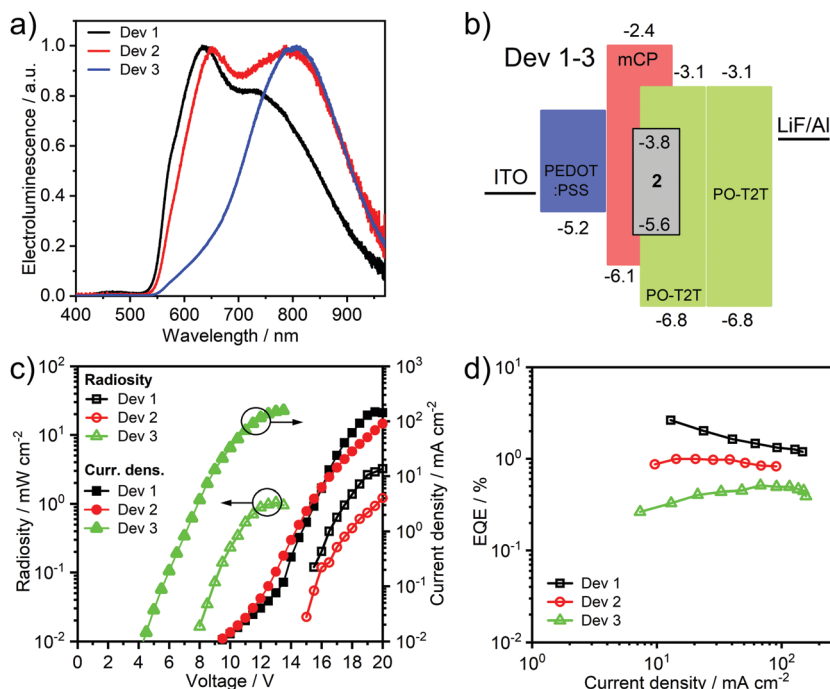 a)
Dev 1
Dev 2
Dev 3
Electroluminescence / a.u.
1.0
0.8
0.6
0.4
0.2
0.0
400 500 600 700 800 900
Wavelength / nm
b)
Dev 1-3
-2.4
mCP
-3.1 -3.1
LiF/Al
-3.8
ITO
PEDOT
:PSS
2
PO-T2T
-5.2
-5.6
-6.1
PO-T2T
-6.8 -6.8
c)
Radiosity
Dev 1
Dev 2
Dev 3
Curr. dens.
Dev 1
Dev 2
Dev 3
Radiosity / mW cm-2
10²
10¹
10⁰
10⁻¹
10⁻²
Current density / mA cm⁻²
10³
10²
10¹
10⁰
10⁻¹
10⁻²
0 2 4 6 8 10 12 14 16 18 20
Voltage / V
d)
EQE / %
10¹
10⁰
10⁻¹
10⁻²
Dev 1
Dev 2
Dev 3
10⁰ 10¹ 10²
Current density / mA cm⁻²